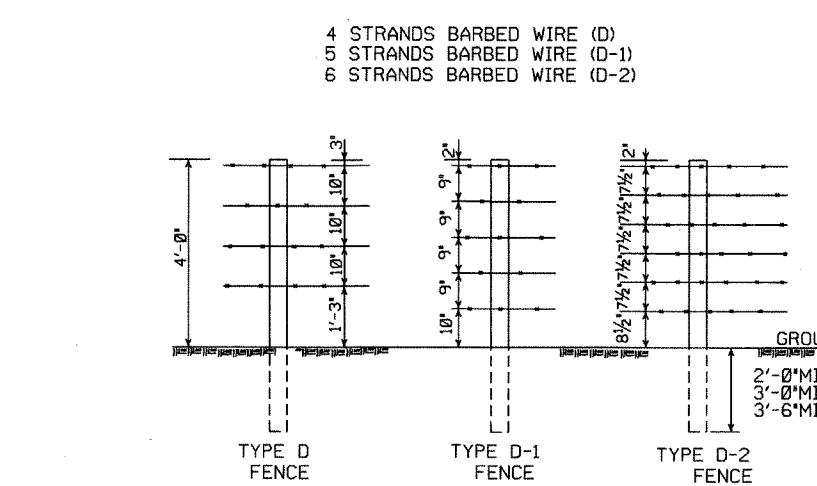 4 STRANDS BARBED WIRE (D)
5 STRANDS BARBED WIRE (D-1)
6 STRANDS BARBED WIRE (D-2)
4'-0"
3"
10"
10"
10"
1'-3"
2"
9"
9"
9"
9"
10"
2"
7½"
7½"
7½"
7½"
7½"
8½"
GROU
2'-0"MI
3'-0"MI
3'-6"MI
TYPE D
FENCE
TYPE D-1
FENCE
TYPE D-2
FENCE